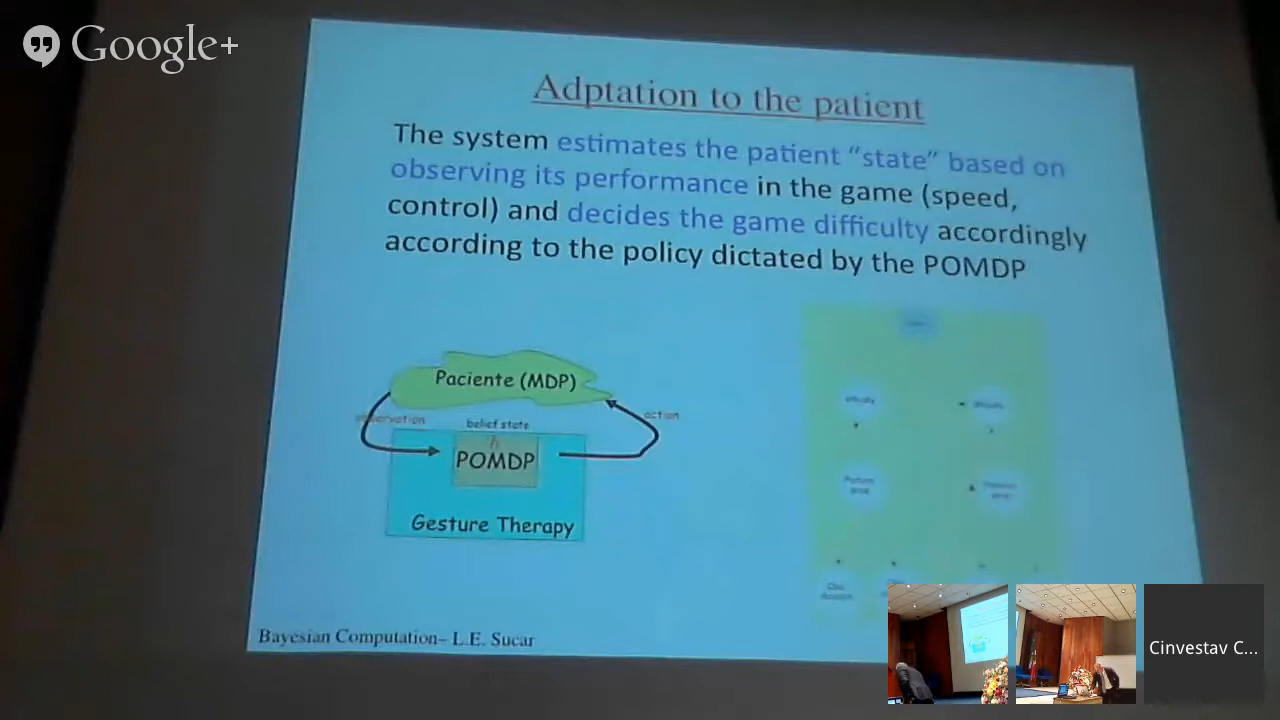 Google+
Adptation to the patient
The system estimates the patient “state” based on
observing its performance in the game (speed,
control) and decides the game difficulty accordingly
according to the policy dictated by the POMDP
Paciente (MDP)
observation
belief state
action
b
POMDP
Gesture Therapy
Bayesian Computation– L.E. Sucar
Cinvestav C...